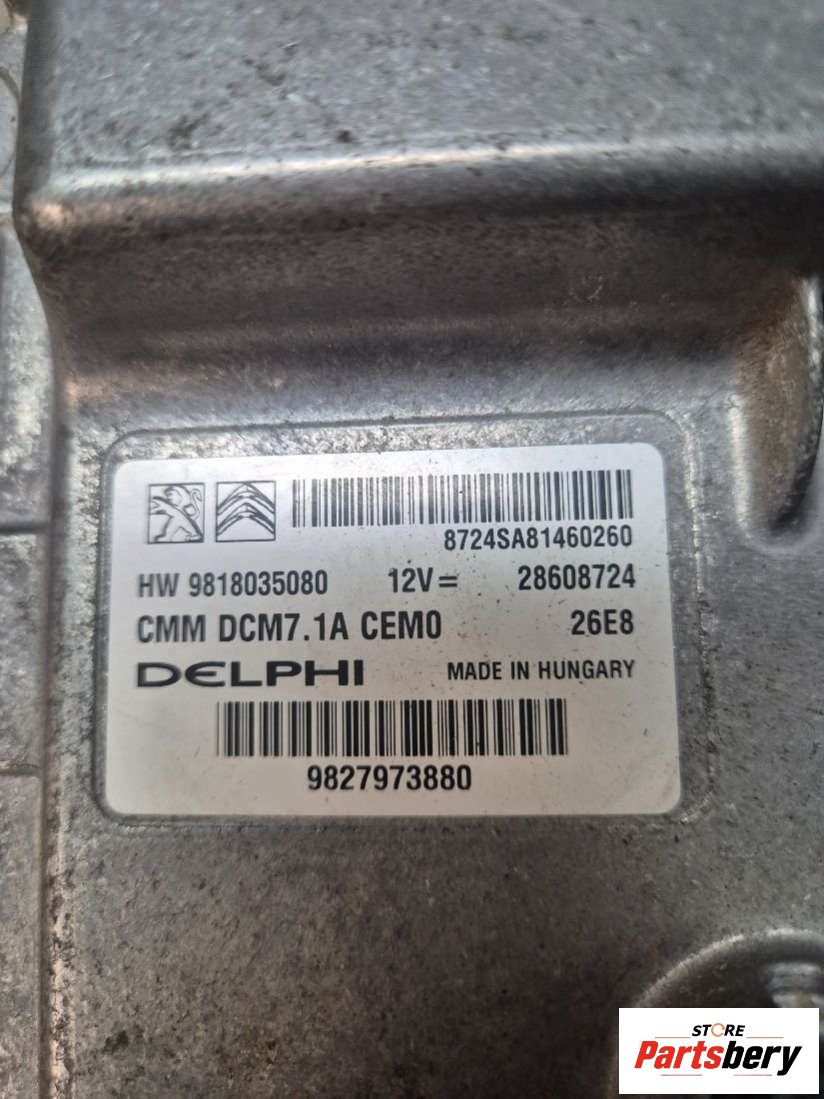 8724SA81460260
HW 9818035080 12V= 28608724
CMM DCM7.1A CEM0 26E8
DELPHI MADE IN HUNGARY
9827973880
STORE
Partsbery